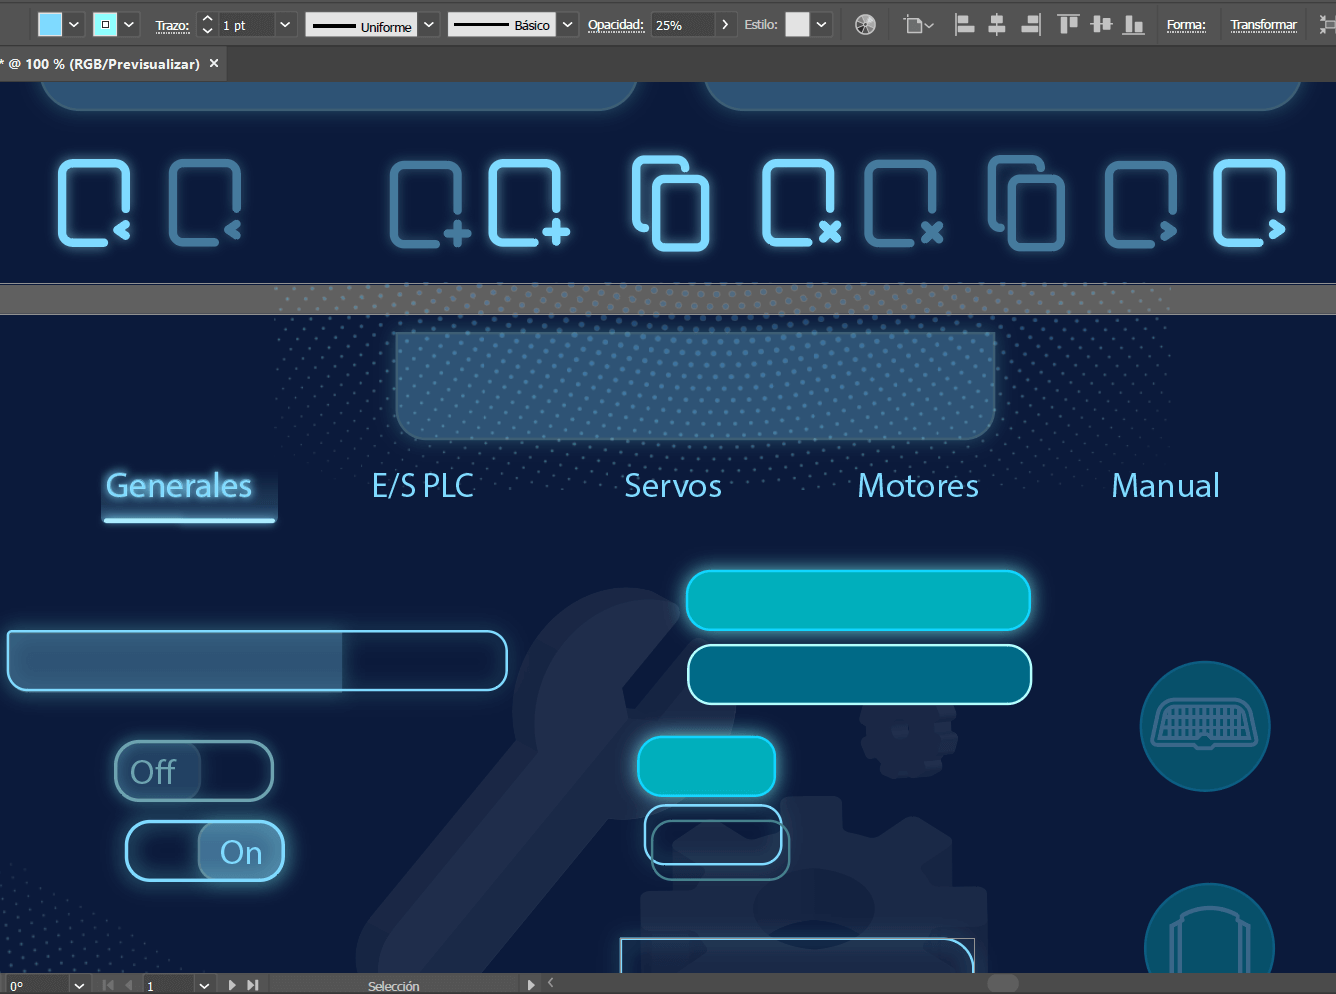 Trazo: 1 pt Uniforme Básico Opacidad: 25% Estilo: Forma: Transformar
* @ 100 % (RGB/Previsualizar) ×
Generales E/S PLC Servos Motores Manual
Off
On
0° 1 Selección